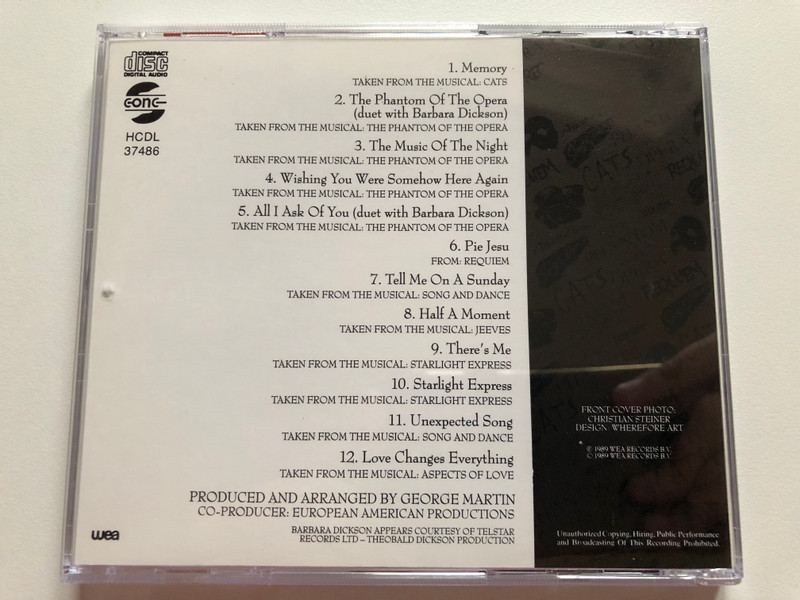 COMPACT
disc
DIGITAL AUDIO
GONG
HCDL
37486
1. Memory
TAKEN FROM THE MUSICAL: CATS
2. The Phantom Of The Opera
(duet with Barbara Dickson)
TAKEN FROM THE MUSICAL: THE PHANTOM OF THE OPERA
3. The Music Of The Night
TAKEN FROM THE MUSICAL: THE PHANTOM OF THE OPERA
4. Wishing You Were Somehow Here Again
TAKEN FROM THE MUSICAL: THE PHANTOM OF THE OPERA
5. All I Ask Of You (duet with Barbara Dickson)
TAKEN FROM THE MUSICAL: THE PHANTOM OF THE OPERA
6. Pie Jesu
FROM: REQUIEM
7. Tell Me On A Sunday
TAKEN FROM THE MUSICAL: SONG AND DANCE
8. Half A Moment
TAKEN FROM THE MUSICAL: JEEVES
9. There's Me
TAKEN FROM THE MUSICAL: STARLIGHT EXPRESS
10. Starlight Express
TAKEN FROM THE MUSICAL: STARLIGHT EXPRESS
11. Unexpected Song
TAKEN FROM THE MUSICAL: SONG AND DANCE
12. Love Changes Everything
TAKEN FROM THE MUSICAL: ASPECTS OF LOVE
PRODUCED AND ARRANGED BY GEORGE MARTIN
CO-PRODUCER: EUROPEAN AMERICAN PRODUCTIONS
BARBARA DICKSON APPEARS COURTESY OF TELSTAR
RECORDS LTD – THEOBALD DICKSON PRODUCTION
wea
CATS
REQUIEM
CATS
REQUIEM
FRONT COVER PHOTO:
CHRISTIAN STEINER
DESIGN WHEREFORE ART
℗ 1989 WEA RECORDS B.V.
© 1989 WEA RECORDS B.V.
Unauthorized Copying, Hiring, Public Performance
and Broadcasting Of This Recording Prohibited.